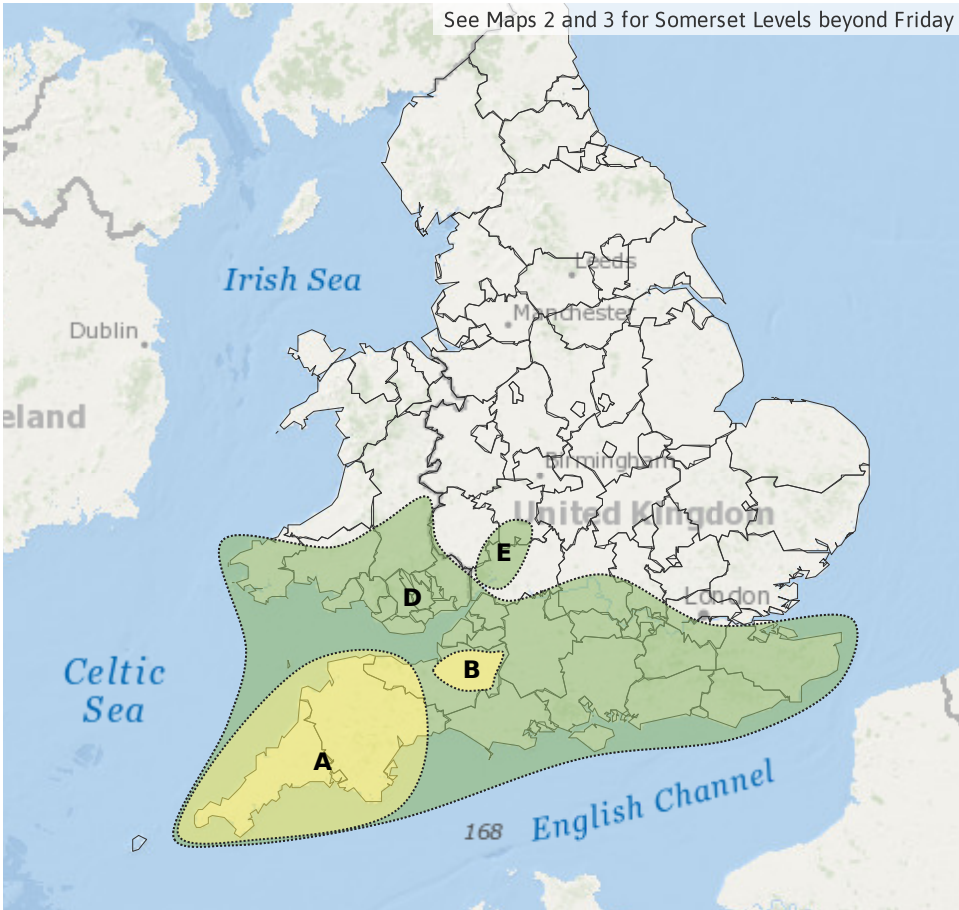 See Maps 2 and 3 for Somerset Levels beyond Friday
Leeds
Irish Sea
Manchester
Dublin
eland
Birmingham
United Kingdom
E
D
London
Celtic
Sea
B
A
168
English Channel